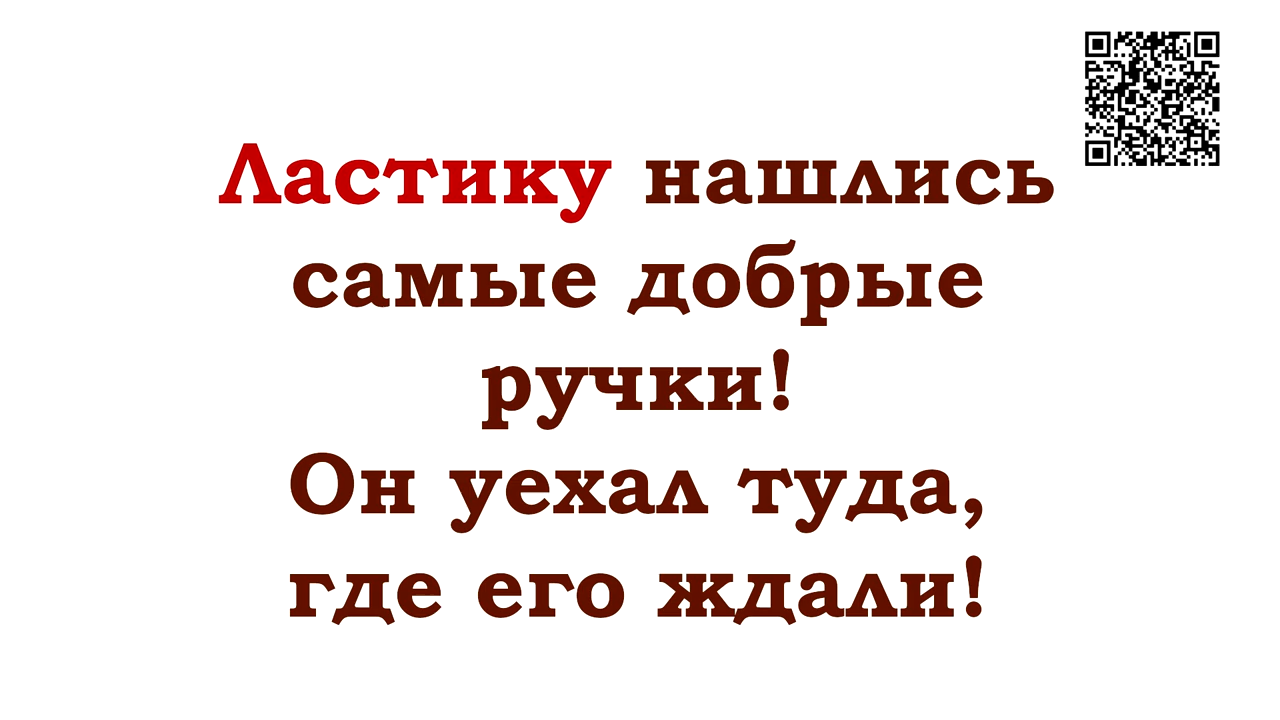 Ластику нашлись
самые добрые
ручки!
Он уехал туда,
где его ждали!